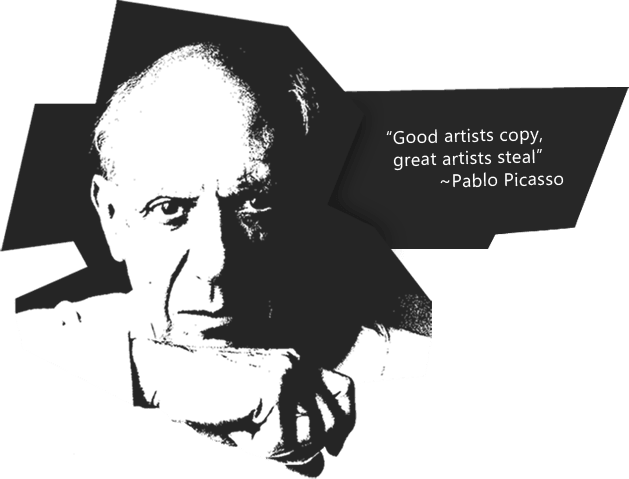 “Good artists copy,
great artists steal”
~Pablo Picasso